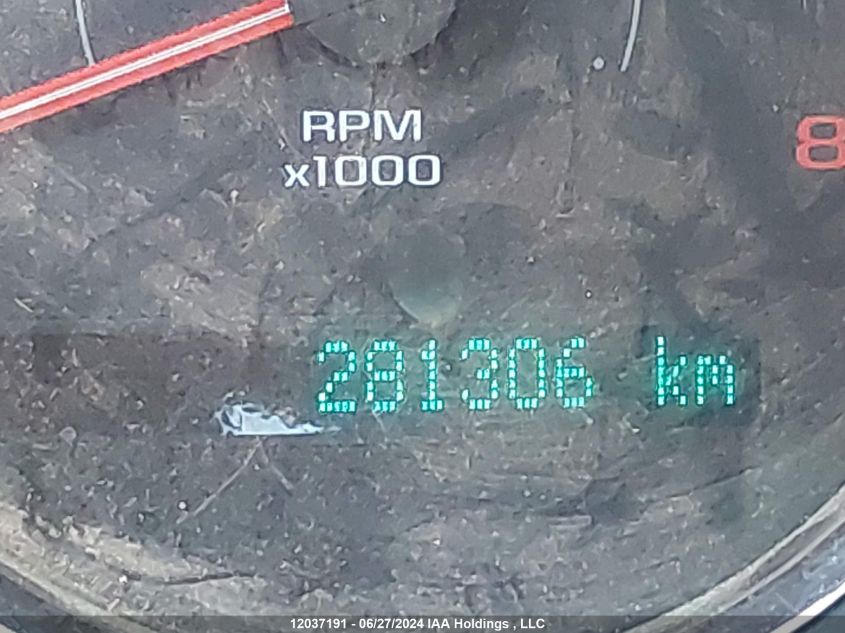 RPM
x1000
8
281306 km
12037191 - 06/27/2024 IAA Holdings , LLC